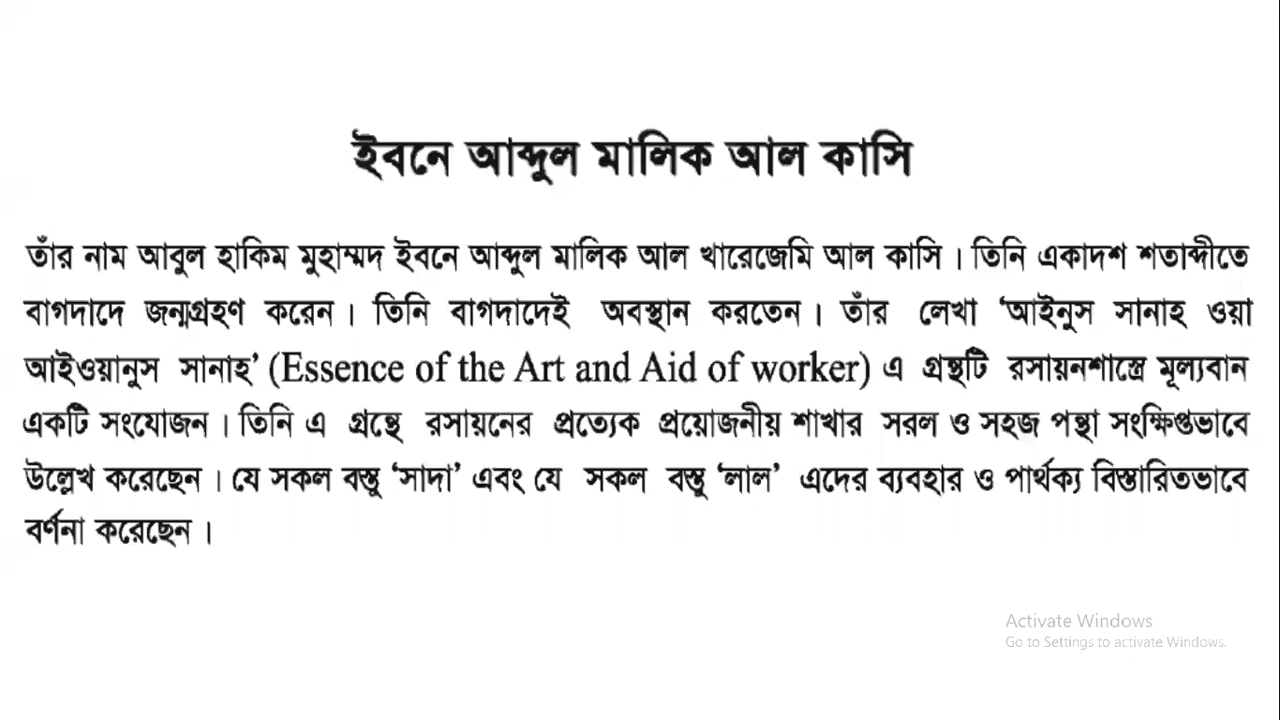 ইবনে আব্দুল মালিক আল কাসি
তাঁর নাম আবুল হাকিম মুহাম্মদ ইবনে আব্দুল মালিক আল খারেজেমি আল কাসি। তিনি একাদশ শতাব্দীতে
বাগদাদে জন্মগ্রহণ করেন। তিনি বাগদাদেই অবস্থান করতেন। তাঁর লেখা ‘আইনুস সানাহ ওয়া
আইওয়ানুস সানাহ’ (Essence of the Art and Aid of worker) এ গ্রন্থটি রসায়নশাস্ত্রে মূল্যবান
একটি সংযোজন। তিনি এ গ্রন্থে রসায়নের প্রত্যেক প্রয়োজনীয় শাখার সরল ও সহজ পন্থা সংক্ষিপ্তভাবে
উল্লেখ করেছেন। যে সকল বস্তু ‘সাদা’ এবং যে সকল বস্তু ‘লাল’ এদের ব্যবহার ও পার্থক্য বিস্তারিতভাবে
বর্ণনা করেছেন।
Activate Windows
Go to Settings to activate Windows.